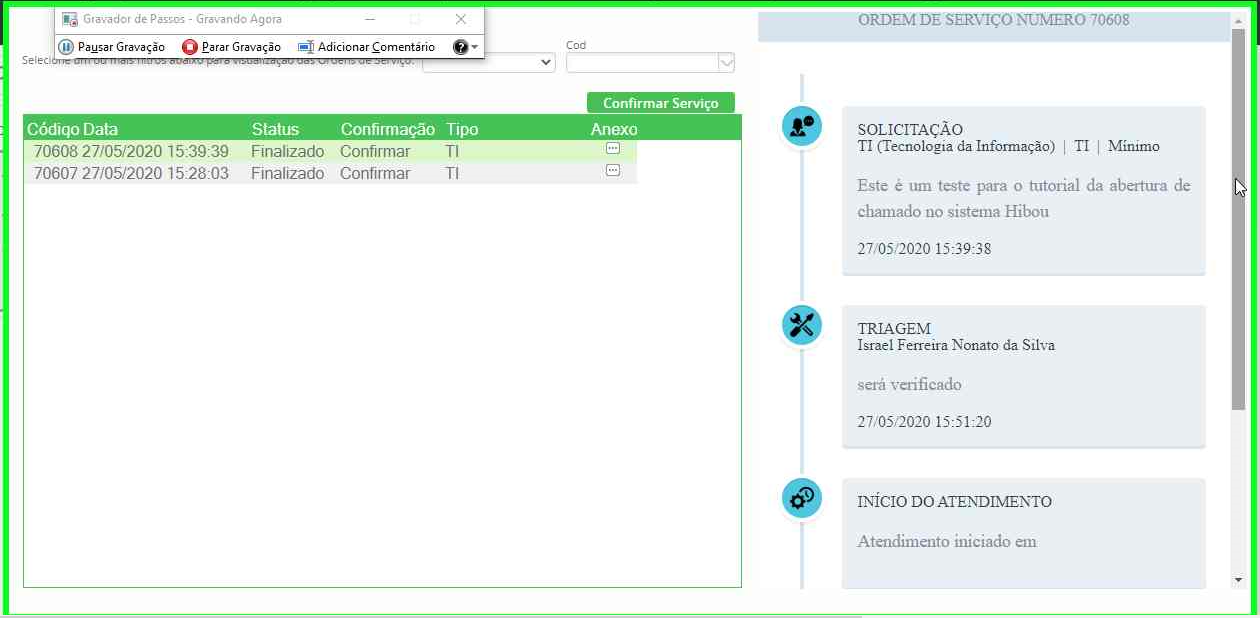 Gravador de Passos - Gravando Agora
Pausar Gravação Parar Gravação Adicionar Comentário ?
Selecione um ou mais filtros abaixo para visualização das Ordens de Serviço.
Cod
Confirmar Serviço
Código Data Status Confirmação Tipo Anexo
70608 27/05/2020 15:39:39 Finalizado Confirmar TI
70607 27/05/2020 15:28:03 Finalizado Confirmar TI
ORDEM DE SERVIÇO NÚMERO 70608
SOLICITAÇÃO
TI (Tecnologia da Informação) | TI | Mínimo
Este é um teste para o tutorial da abertura de
chamado no sistema Hibou
27/05/2020 15:39:38
TRIAGEM
Israel Ferreira Nonato da Silva
será verificado
27/05/2020 15:51:20
INÍCIO DO ATENDIMENTO
Atendimento iniciado em